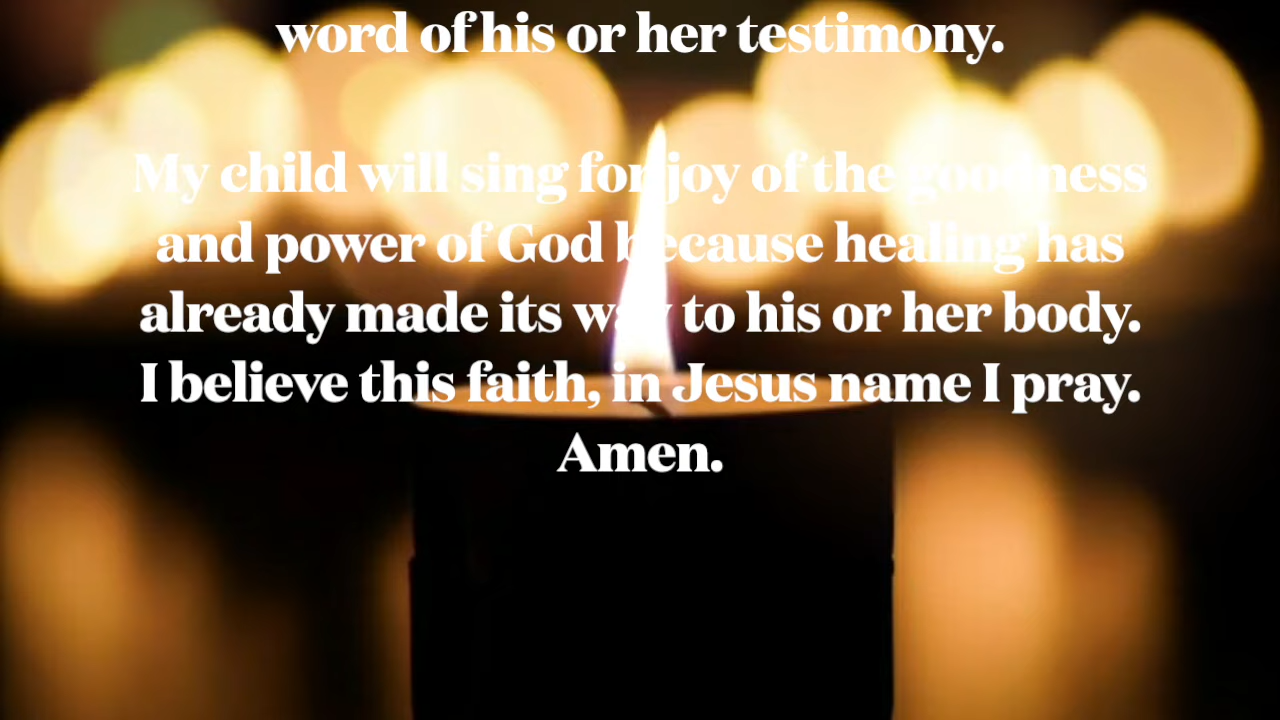 word of his or her testimony.
My child will sing for joy of the goodness
and power of God because healing has
already made its way to his or her body.
I believe this faith, in Jesus name I pray.
Amen.